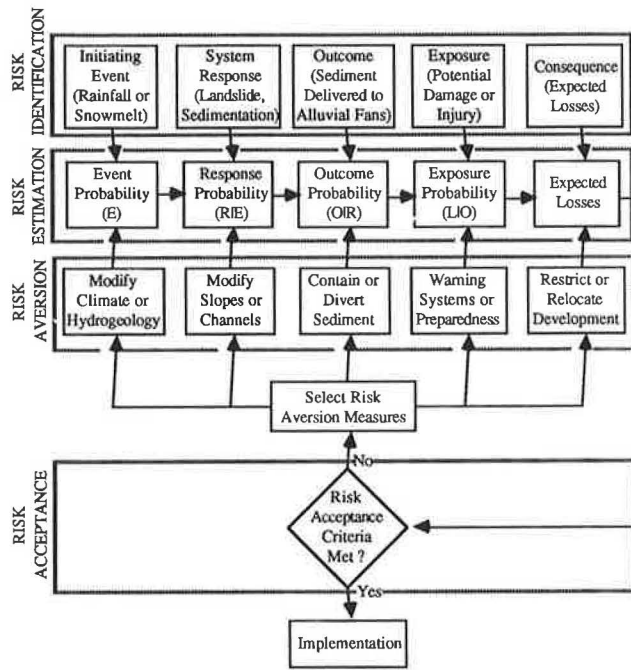 RISK
IDENTIFICATION
Initiating
Event
(Rainfall or
Snowmelt)
System
Response
(Landslide,
Sedimentation)
Outcome
(Sediment
Delivered to
Alluvial Fans)
Exposure
(Potential
Damage or
Injury)
Consequence
(Expected
Losses)
RISK
ESTIMATION
Event
Probability
(E)
Response
Probability
(R/E)
Outcome
Probability
(O|R)
Exposure
Probability
(L|O)
Expected
Losses
RISK
AVERSION
Modify
Climate or
Hydrogeology
Modify
Slopes or
Channels
Contain or
Divert
Sediment
Warning
Systems or
Preparedness
Restrict or
Relocate
Development
Select Risk
Aversion Measures
RISK
ACCEPTANCE
No
Risk
Acceptance
Criteria
Met ?
Yes
Implementation